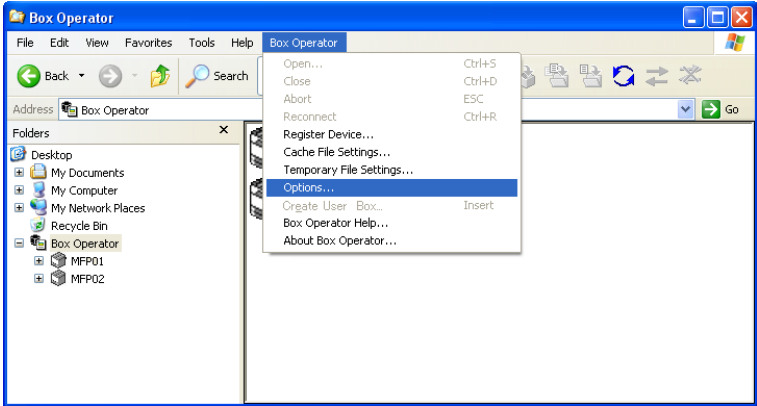 Box Operator
File Edit View Favorites Tools Help Box Operator
Back Search
Address Box Operator Go
Folders X
Desktop
My Documents
My Computer
My Network Places
Recycle Bin
Box Operator
MFP01
MFP02
Open... Ctrl+S
Close Ctrl+D
Abort ESC
Reconnect Ctrl+R
Register Device...
Cache File Settings...
Temporary File Settings...
Options...
Create User Box... Insert
Box Operator Help...
About Box Operator...